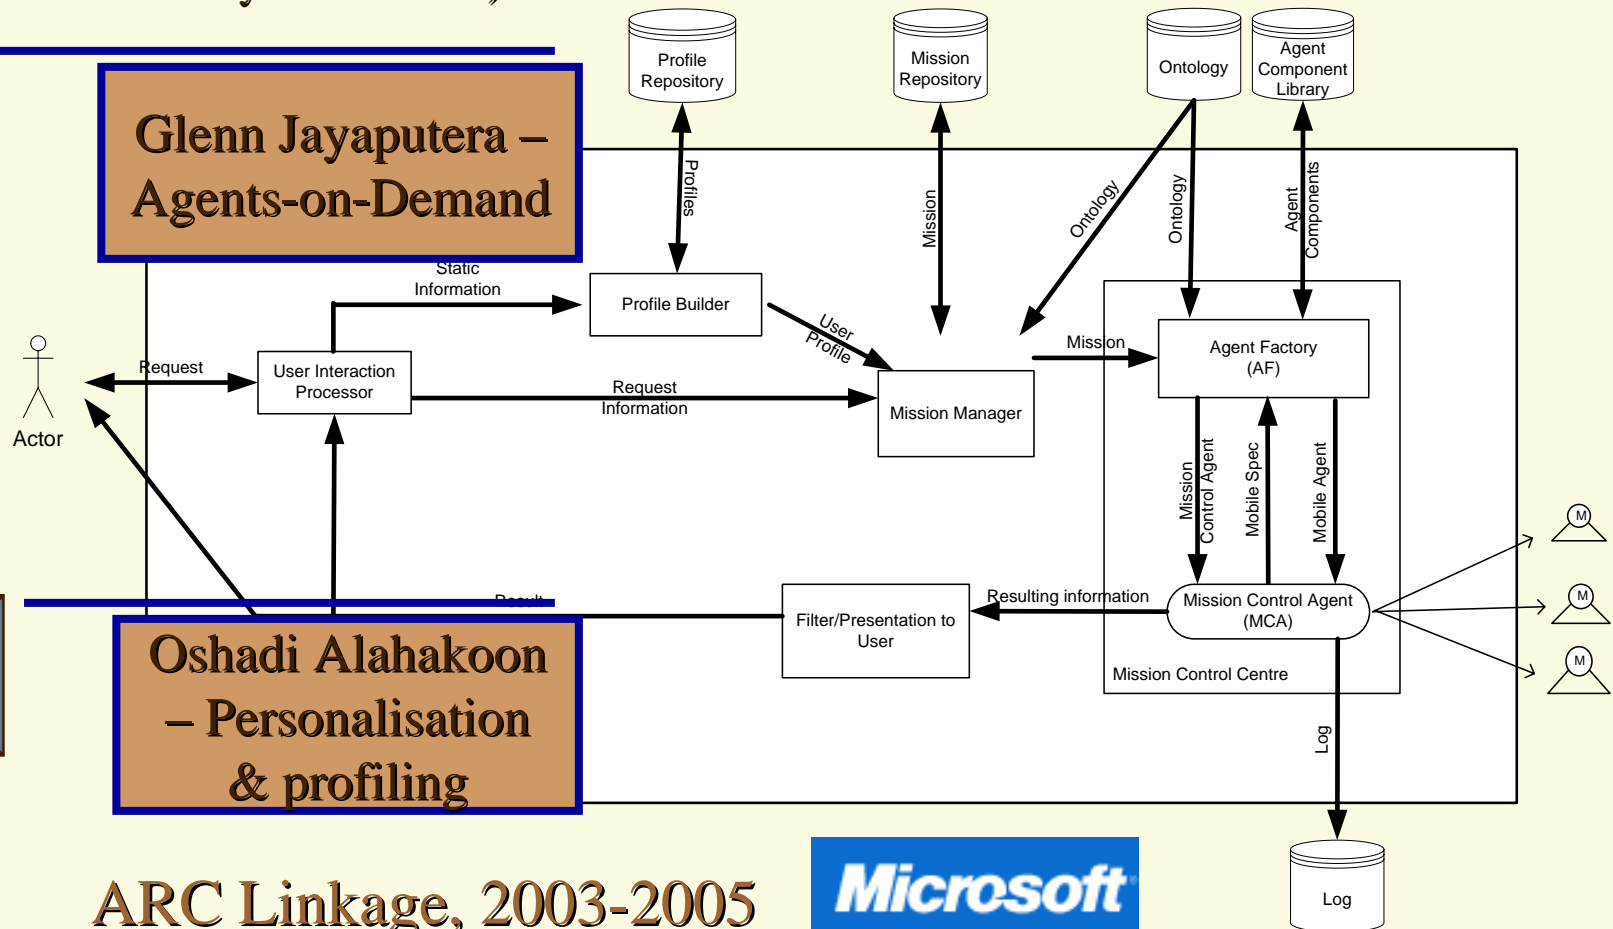 Profile
Repository
Mission
Repository
Ontology
Agent
Component
Library
Glenn Jayaputera –
Agents-on-Demand
Profiles
Mission
Ontology
Ontology
Agent
Components
Static
Information
Profile Builder
User
Profile
Mission
Agent Factory
(AF)
Request
User Interaction
Processor
Request
Information
Mission Manager
Actor
Mission
Control Agent
Mobile Spec
Mobile Agent
M
M
M
Result
Filter/Presentation to
User
Resulting information
Mission Control Agent
(MCA)
Mission Control Centre
Oshadi Alahakoon
– Personalisation
& profiling
Log
Log
ARC Linkage, 2003-2005
Microsoft